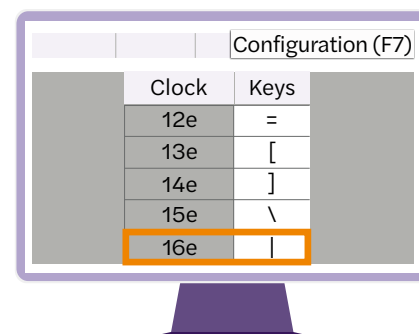 Configuration (F7)
Clock Keys
12e =
13e [
14e ]
15e \
16e |